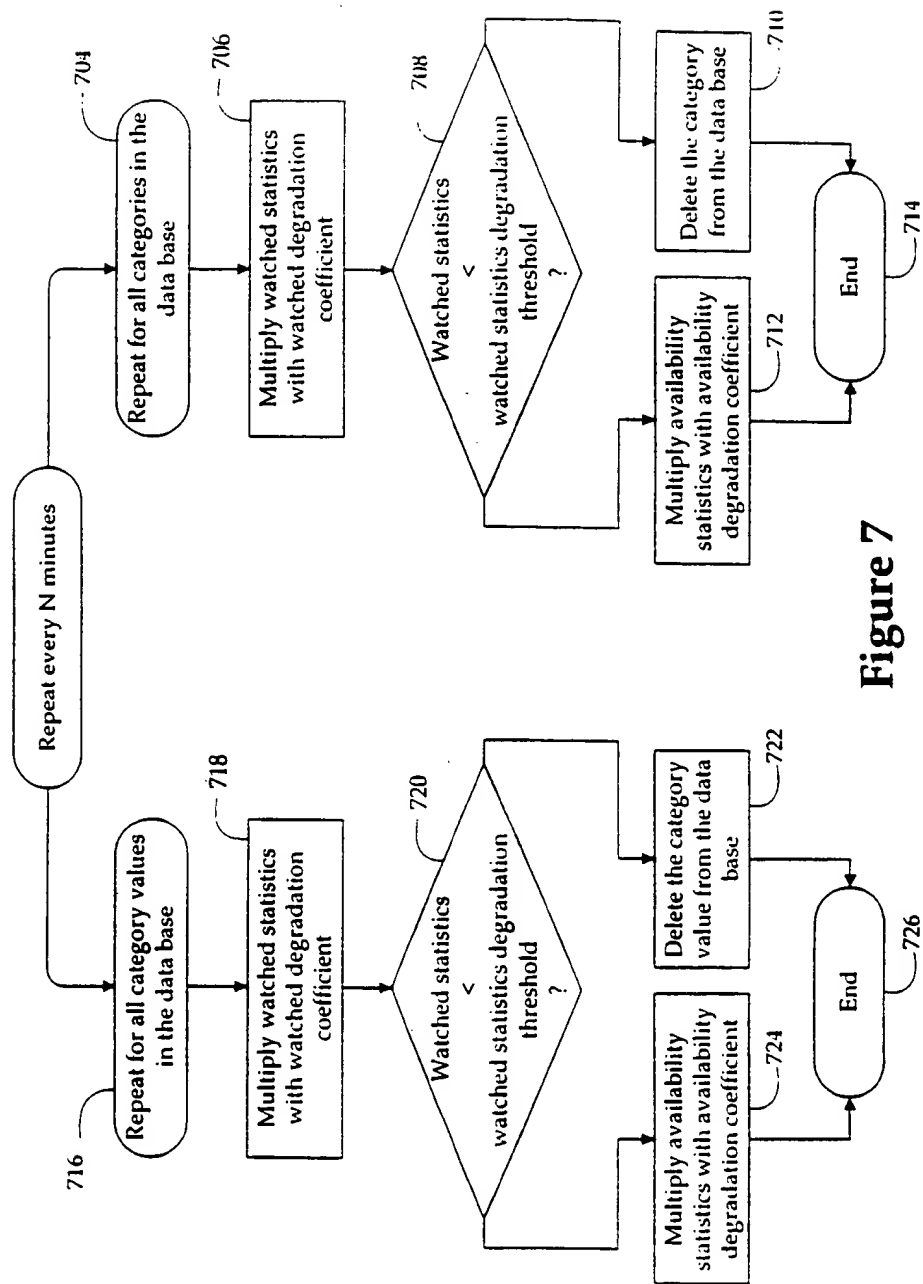 Repeat every N minutes
716
Repeat for all category values
in the data base
718
Multiply watched statistics
with watched degradation
coefficient
720
Watched statistics
<
watched statistics degradation
threshold
?
724
Multiply availability
statistics with availability
degradation coefficient
722
Delete the category
value from the data
base
End
726
704
Repeat for all categories in the
data base
706
Multiply watched statistics
with watched degradation
coefficient
708
Watched statistics
<
watched statistics degradation
threshold
?
712
Multiply availability
statistics with availability
degradation coefficient
710
Delete the category
from the data base
End
714
Figure 7